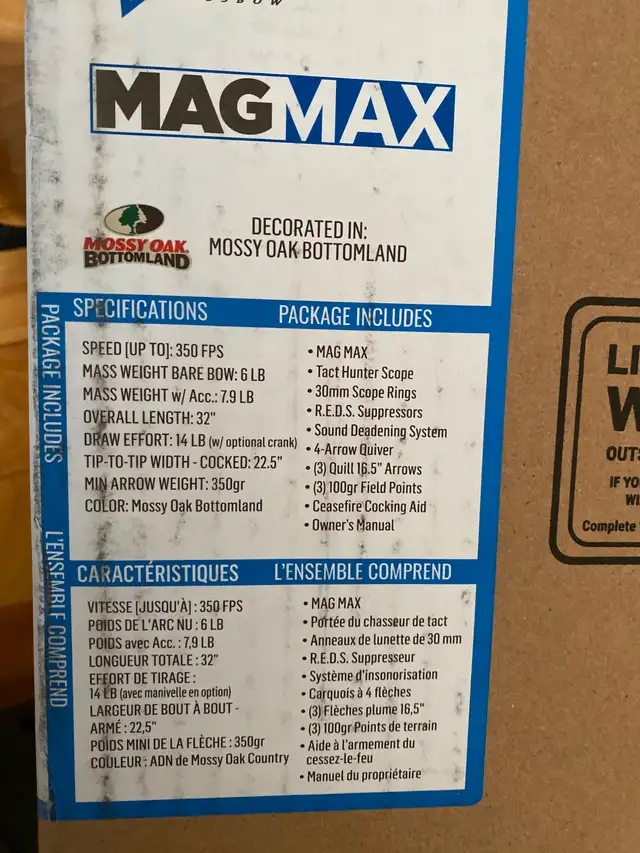 MAGMAX
MOSSY OAK
BOTTOMLAND
DECORATED IN:
MOSSY OAK BOTTOMLAND
PACKAGE INCLUDES
SPECIFICATIONS
SPEED [UP TO]: 350 FPS
MASS WEIGHT BARE BOW: 6 LB
MASS WEIGHT w/ Acc.: 7.9 LB
OVERALL LENGTH: 32"
DRAW EFFORT: 14 LB (w/ optional crank)
TIP-TO-TIP WIDTH - COCKED: 22.5"
MIN ARROW WEIGHT: 350gr
COLOR: Mossy Oak Bottomland
PACKAGE INCLUDES
• MAG MAX
• Tact Hunter Scope
• 30mm Scope Rings
• R.E.D.S. Suppressors
• Sound Deadening System
• 4-Arrow Quiver
• (3) Quill 16.5" Arrows
• (3) 100gr Field Points
• Ceasefire Cocking Aid
• Owner's Manual
L'ENSEMBLE COMPREND
CARACTÉRISTIQUES
VITESSE [JUSQU'À] : 350 FPS
POIDS DE L'ARC NU : 6 LB
POIDS avec Acc. : 7,9 LB
LONGUEUR TOTALE : 32"
EFFORT DE TIRAGE :
14 LB (avec manivelle en option)
LARGEUR DE BOUT À BOUT -
ARMÉ : 22,5"
POIDS MINI DE LA FLÈCHE : 350gr
COULEUR : ADN de Mossy Oak Country
L'ENSEMBLE COMPREND
• MAG MAX
• Portée du chasseur de tact
• Anneaux de lunette de 30 mm
• R.E.D.S. Suppresseur
• Système d'insonorisation
• Carquois à 4 flèches
• (3) Flèches plume 16,5"
• (3) 100gr Points de terrain
• Aide à l'armement du
cessez-le-feu
• Manuel du propriétaire
LI
W
OUTS
IF YO
WI
Complete